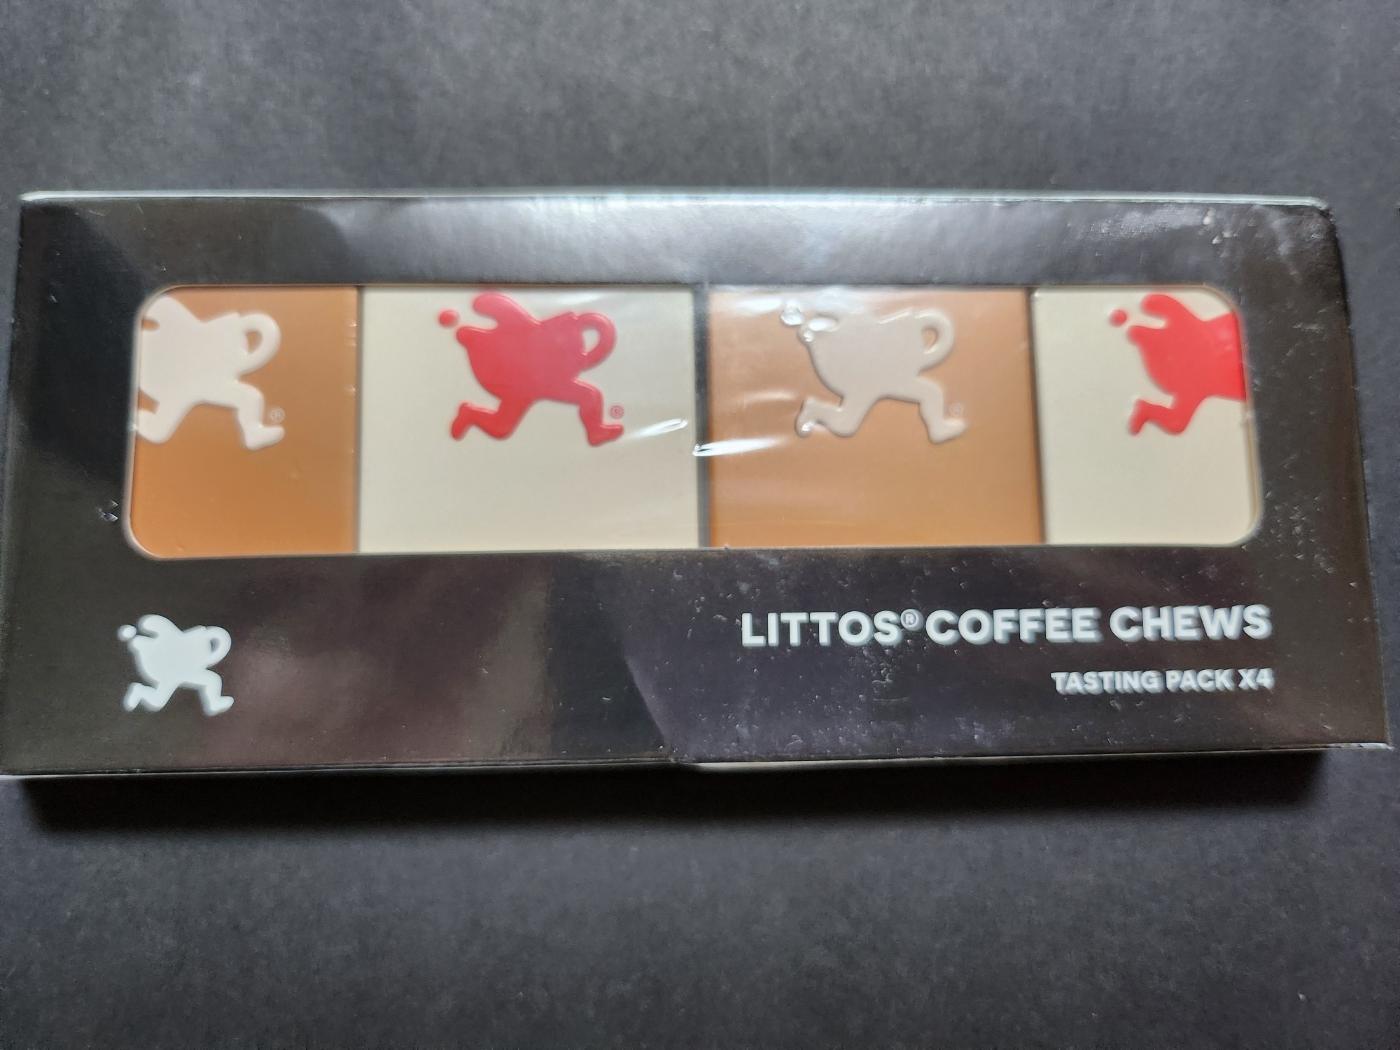 LITTOS® COFFEE CHEWS
TASTING PACK X4